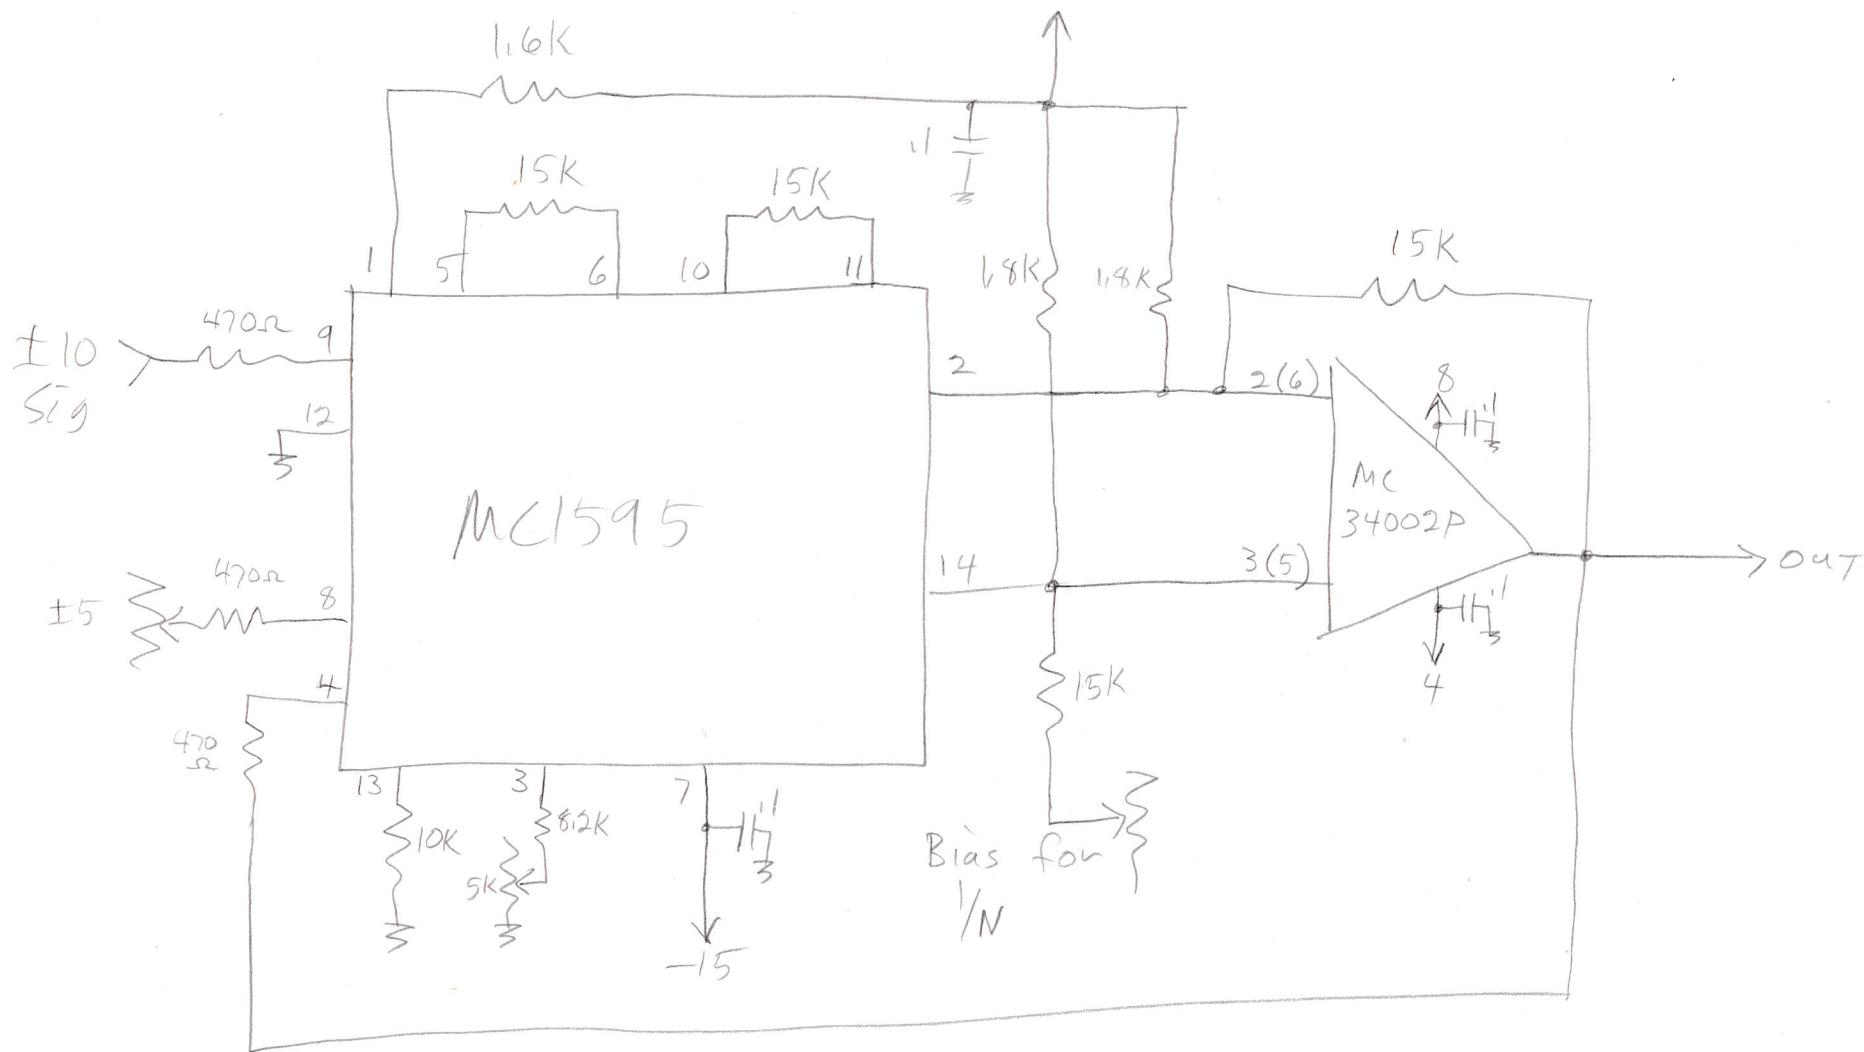 1.6K
.1
.15K
15K
15K
1
5
6
10
11
1.8K
1.8K
±10
Sig
470Ω
9
12
2
2(6)
8
.1
MC1595
MC
34002P
±5
470Ω
8
14
3(5)
OUT
.1
4
4
470
Ω
15K
13
3
7
10K
8.2K
.1
5K
Bias for
1/N
-15